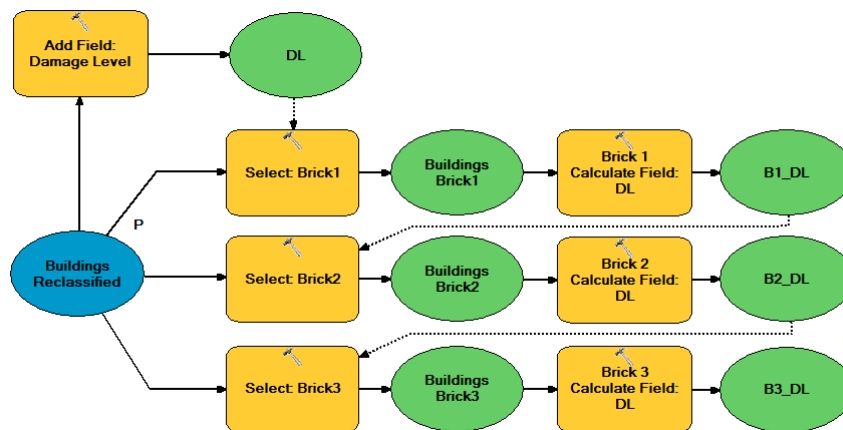 Add Field:
Damage Level
DL
Select: Brick1
Buildings
Brick1
Brick 1
Calculate Field:
DL
B1_DL
P
Buildings
Reclassified
Select: Brick2
Buildings
Brick2
Brick 2
Calculate Field:
DL
B2_DL
Select: Brick3
Buildings
Brick3
Brick 3
Calculate Field:
DL
B3_DL